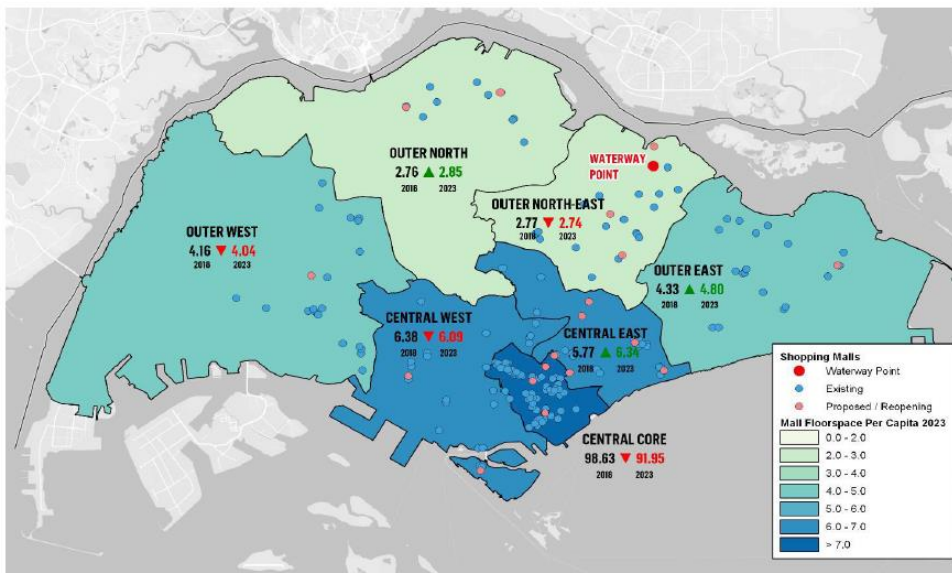 OUTER NORTH
2.76 ▲ 2.85
2018 2023
WATERWAY
POINT
OUTER NORTH-EAST
2.77 ▼ 2.74
2018 2023
OUTER WEST
4.16 ▼ 4.04
2018 2023
OUTER EAST
4.33 ▲ 4.80
2018 2023
CENTRAL WEST
6.38 ▼ 6.09
2018 2023
CENTRAL EAST
5.77 ▲ 6.34
2018 2023
CENTRAL CORE
98.63 ▼ 91.95
2018 2023
Shopping Malls
Waterway Point
Existing
Proposed / Reopening
Mall Floorspace Per Capita 2023
0.0 - 2.0
2.0 - 3.0
3.0 - 4.0
4.0 - 5.0
5.0 - 6.0
6.0 - 7.0
> 7.0